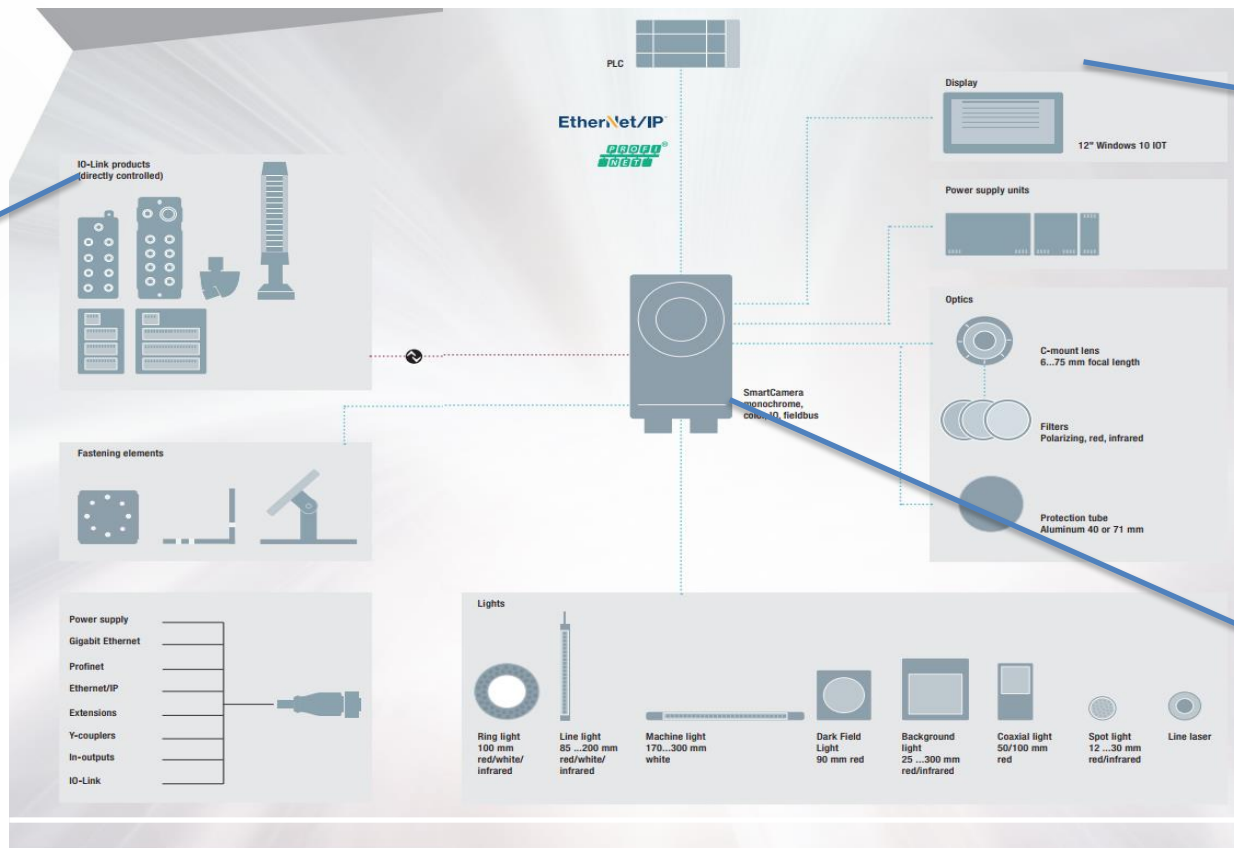 PLC
EtherNet/IP™
PROFI®
NET
Display
12" Windows 10 IOT
IO-Link products
(directly controlled)
Power supply units
Optics
C-mount lens
6...75 mm focal length
SmartCamera
monochrome,
color, IO, fieldbus
Filters
Polarizing, red, infrared
Fastening elements
Protection tube
Aluminum 40 or 71 mm
Power supply
Gigabit Ethernet
Profinet
Ethernet/IP
Extensions
Y-couplers
In-outputs
IO-Link
Lights
Ring light
100 mm
red/white/
infrared
Line light
85 ...200 mm
red/white/
infrared
Machine light
170...300 mm
white
Dark Field
Light
90 mm red
Background
light
25 ...300 mm
red/infrared
Coaxial light
50/100 mm
red
Spot light
12 ...30 mm
red/infrared
Line laser